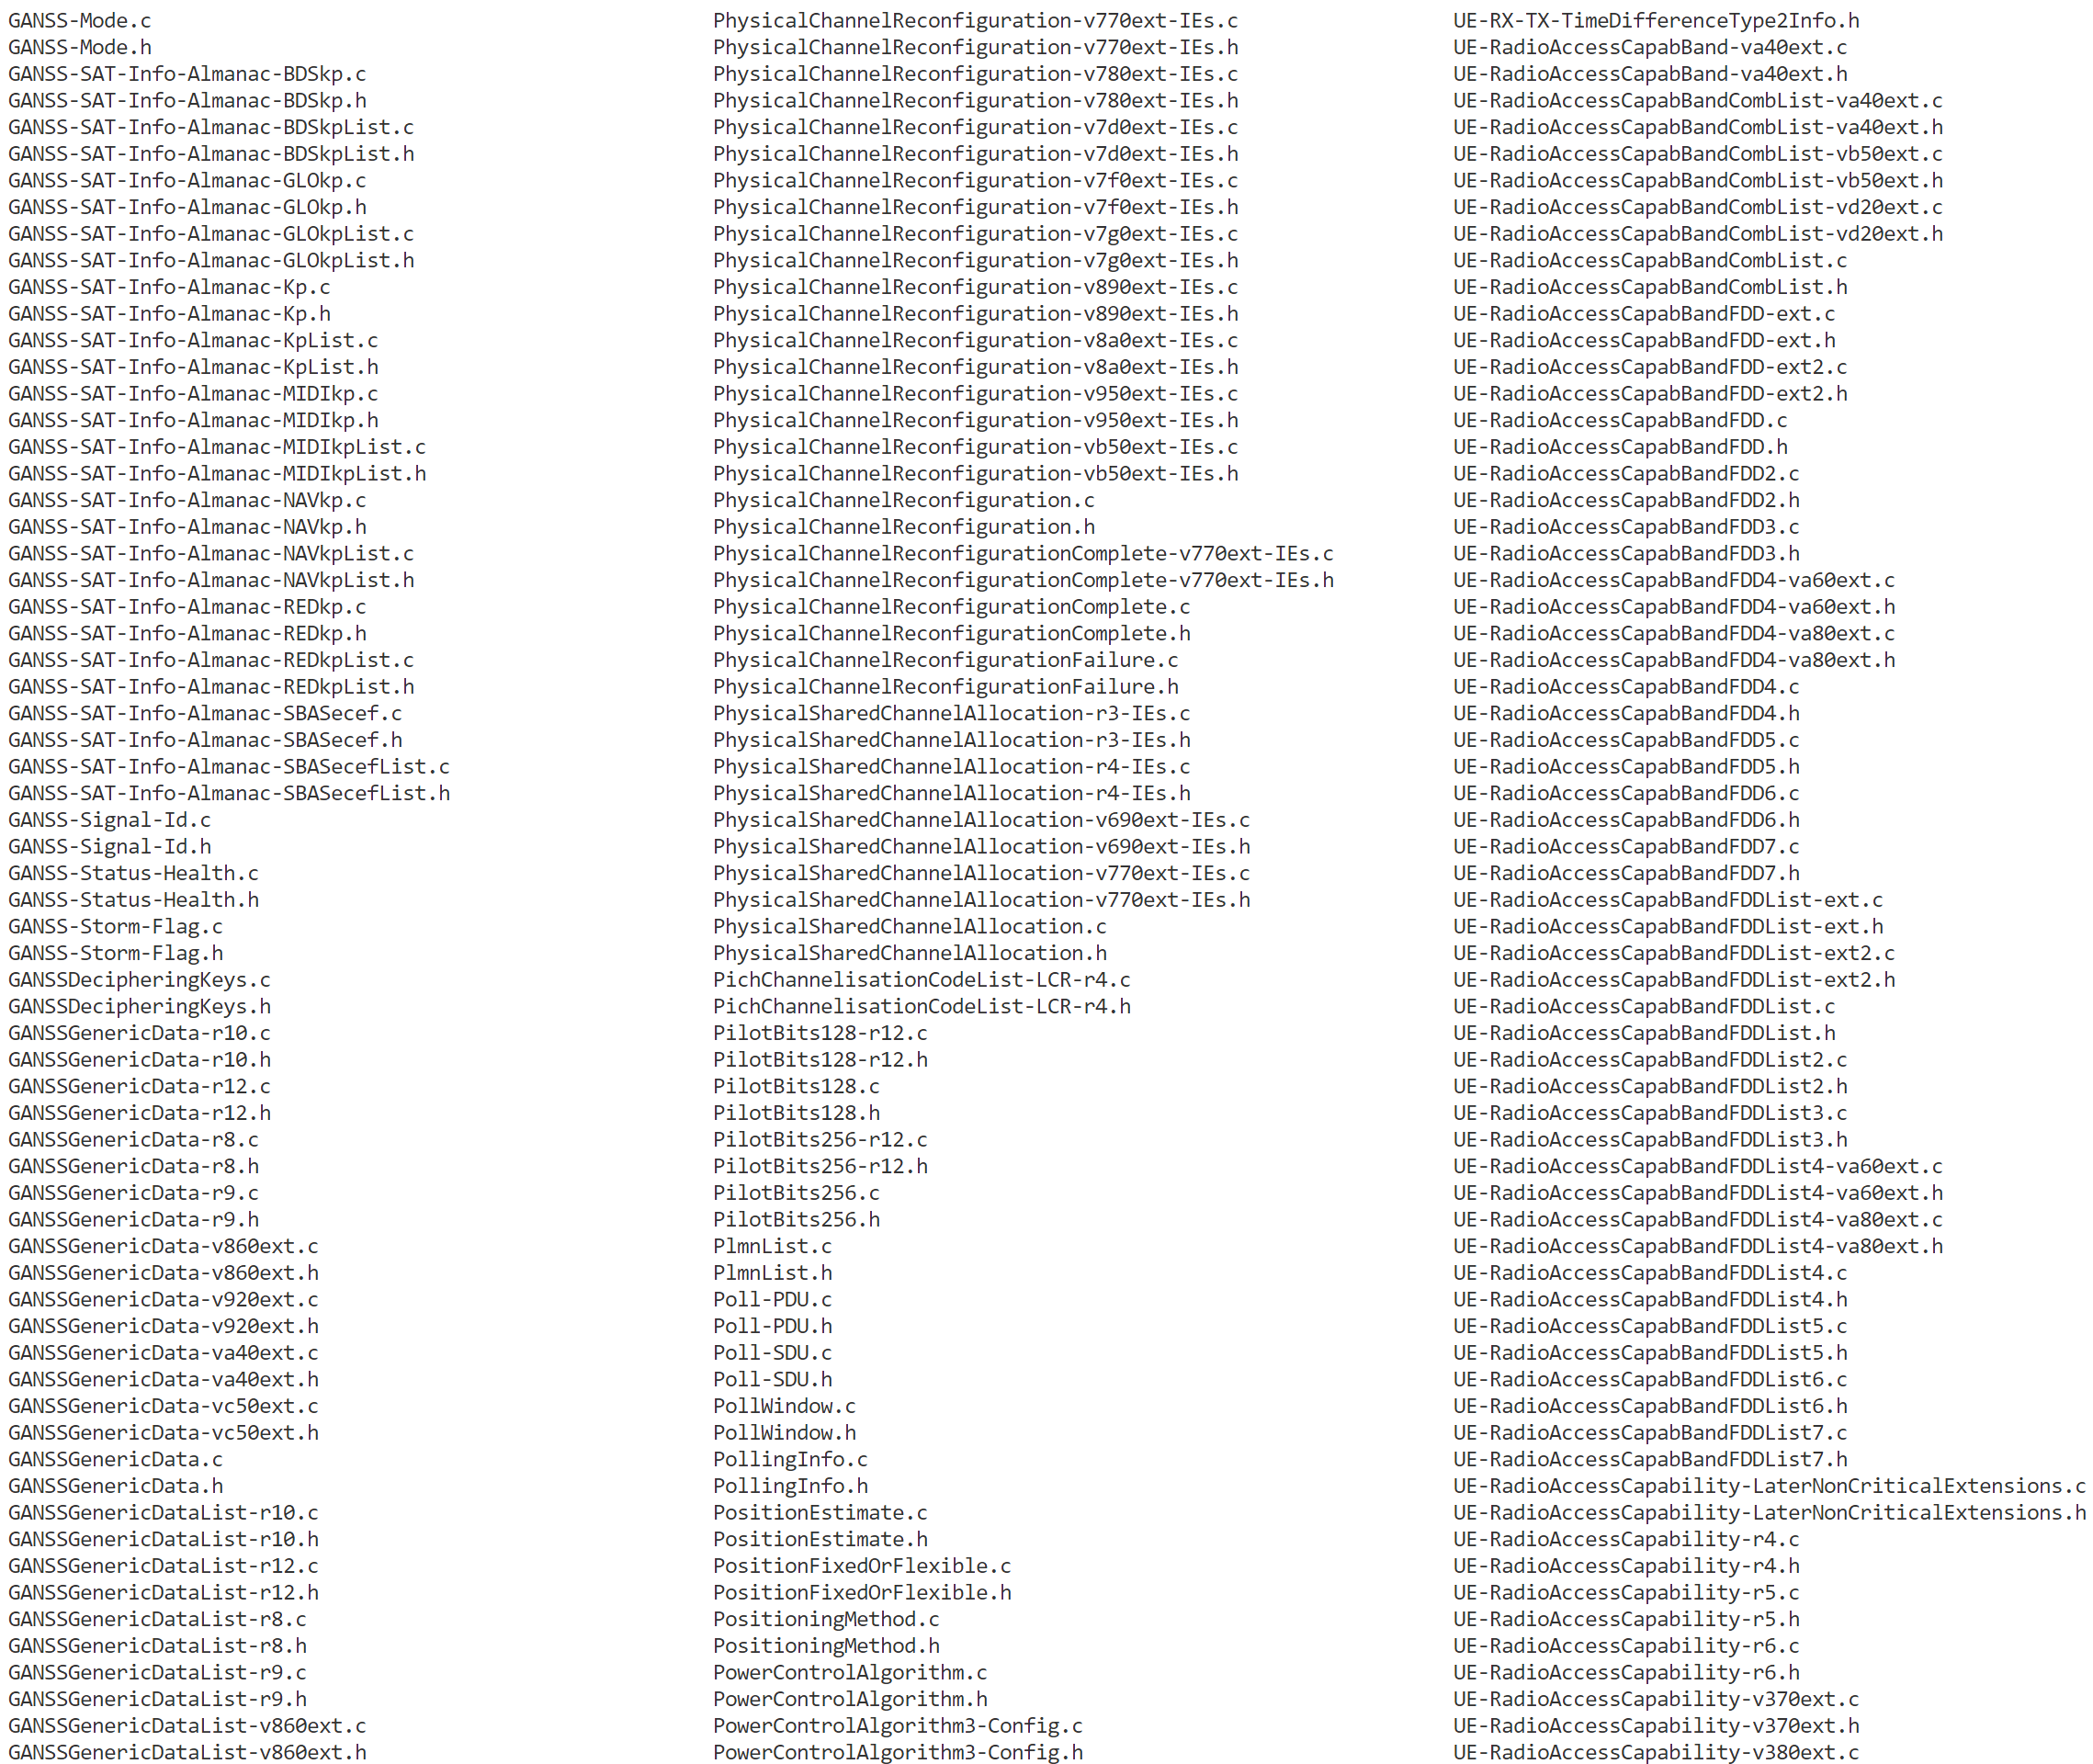 GANSS-Mode.c
GANSS-Mode.h
GANSS-SAT-Info-Almanac-BDSkp.c
GANSS-SAT-Info-Almanac-BDSkp.h
GANSS-SAT-Info-Almanac-BDSkpList.c
GANSS-SAT-Info-Almanac-BDSkpList.h
GANSS-SAT-Info-Almanac-GLOkp.c
GANSS-SAT-Info-Almanac-GLOkp.h
GANSS-SAT-Info-Almanac-GLOkpList.c
GANSS-SAT-Info-Almanac-GLOkpList.h
GANSS-SAT-Info-Almanac-Kp.c
GANSS-SAT-Info-Almanac-Kp.h
GANSS-SAT-Info-Almanac-KpList.c
GANSS-SAT-Info-Almanac-KpList.h
GANSS-SAT-Info-Almanac-MIDIkp.c
GANSS-SAT-Info-Almanac-MIDIkp.h
GANSS-SAT-Info-Almanac-MIDIkpList.c
GANSS-SAT-Info-Almanac-MIDIkpList.h
GANSS-SAT-Info-Almanac-NAVkp.c
GANSS-SAT-Info-Almanac-NAVkp.h
GANSS-SAT-Info-Almanac-NAVkpList.c
GANSS-SAT-Info-Almanac-NAVkpList.h
GANSS-SAT-Info-Almanac-REDkp.c
GANSS-SAT-Info-Almanac-REDkp.h
GANSS-SAT-Info-Almanac-REDkpList.c
GANSS-SAT-Info-Almanac-REDkpList.h
GANSS-SAT-Info-Almanac-SBASecef.c
GANSS-SAT-Info-Almanac-SBASecef.h
GANSS-SAT-Info-Almanac-SBASecefList.c
GANSS-SAT-Info-Almanac-SBASecefList.h
GANSS-Signal-Id.c
GANSS-Signal-Id.h
GANSS-Status-Health.c
GANSS-Status-Health.h
GANSS-Storm-Flag.c
GANSS-Storm-Flag.h
GANSSDecipheringKeys.c
GANSSDecipheringKeys.h
GANSSGenericData-r10.c
GANSSGenericData-r10.h
GANSSGenericData-r12.c
GANSSGenericData-r12.h
GANSSGenericData-r8.c
GANSSGenericData-r8.h
GANSSGenericData-r9.c
GANSSGenericData-r9.h
GANSSGenericData-v860ext.c
GANSSGenericData-v860ext.h
GANSSGenericData-v920ext.c
GANSSGenericData-v920ext.h
GANSSGenericData-va40ext.c
GANSSGenericData-va40ext.h
GANSSGenericData-vc50ext.c
GANSSGenericData-vc50ext.h
GANSSGenericData.c
GANSSGenericData.h
GANSSGenericDataList-r10.c
GANSSGenericDataList-r10.h
GANSSGenericDataList-r12.c
GANSSGenericDataList-r12.h
GANSSGenericDataList-r8.c
GANSSGenericDataList-r8.h
GANSSGenericDataList-r9.c
GANSSGenericDataList-r9.h
GANSSGenericDataList-v860ext.c
GANSSGenericDataList-v860ext.h
PhysicalChannelReconfiguration-v770ext-IEs.c
PhysicalChannelReconfiguration-v770ext-IEs.h
PhysicalChannelReconfiguration-v780ext-IEs.c
PhysicalChannelReconfiguration-v780ext-IEs.h
PhysicalChannelReconfiguration-v7d0ext-IEs.c
PhysicalChannelReconfiguration-v7d0ext-IEs.h
PhysicalChannelReconfiguration-v7f0ext-IEs.c
PhysicalChannelReconfiguration-v7f0ext-IEs.h
PhysicalChannelReconfiguration-v7g0ext-IEs.c
PhysicalChannelReconfiguration-v7g0ext-IEs.h
PhysicalChannelReconfiguration-v890ext-IEs.c
PhysicalChannelReconfiguration-v890ext-IEs.h
PhysicalChannelReconfiguration-v8a0ext-IEs.c
PhysicalChannelReconfiguration-v8a0ext-IEs.h
PhysicalChannelReconfiguration-v950ext-IEs.c
PhysicalChannelReconfiguration-v950ext-IEs.h
PhysicalChannelReconfiguration-vb50ext-IEs.c
PhysicalChannelReconfiguration-vb50ext-IEs.h
PhysicalChannelReconfiguration.c
PhysicalChannelReconfiguration.h
PhysicalChannelReconfigurationComplete-v770ext-IEs.c
PhysicalChannelReconfigurationComplete-v770ext-IEs.h
PhysicalChannelReconfigurationComplete.c
PhysicalChannelReconfigurationComplete.h
PhysicalChannelReconfigurationFailure.c
PhysicalChannelReconfigurationFailure.h
PhysicalSharedChannelAllocation-r3-IEs.c
PhysicalSharedChannelAllocation-r3-IEs.h
PhysicalSharedChannelAllocation-r4-IEs.c
PhysicalSharedChannelAllocation-r4-IEs.h
PhysicalSharedChannelAllocation-v690ext-IEs.c
PhysicalSharedChannelAllocation-v690ext-IEs.h
PhysicalSharedChannelAllocation-v770ext-IEs.c
PhysicalSharedChannelAllocation-v770ext-IEs.h
PhysicalSharedChannelAllocation.c
PhysicalSharedChannelAllocation.h
PichChannelisationCodeList-LCR-r4.c
PichChannelisationCodeList-LCR-r4.h
PilotBits128-r12.c
PilotBits128-r12.h
PilotBits128.c
PilotBits128.h
PilotBits256-r12.c
PilotBits256-r12.h
PilotBits256.c
PilotBits256.h
PlmnList.c
PlmnList.h
Poll-PDU.c
Poll-PDU.h
Poll-SDU.c
Poll-SDU.h
PollWindow.c
PollWindow.h
PollingInfo.c
PollingInfo.h
PositionEstimate.c
PositionEstimate.h
PositionFixedOrFlexible.c
PositionFixedOrFlexible.h
PositioningMethod.c
PositioningMethod.h
PowerControlAlgorithm.c
PowerControlAlgorithm.h
PowerControlAlgorithm3-Config.c
PowerControlAlgorithm3-Config.h
UE-RX-TX-TimeDifferenceType2Info.h
UE-RadioAccessCapabBand-va40ext.c
UE-RadioAccessCapabBand-va40ext.h
UE-RadioAccessCapabBandCombList-va40ext.c
UE-RadioAccessCapabBandCombList-va40ext.h
UE-RadioAccessCapabBandCombList-vb50ext.c
UE-RadioAccessCapabBandCombList-vb50ext.h
UE-RadioAccessCapabBandCombList-vd20ext.c
UE-RadioAccessCapabBandCombList-vd20ext.h
UE-RadioAccessCapabBandCombList.c
UE-RadioAccessCapabBandCombList.h
UE-RadioAccessCapabBandFDD-ext.c
UE-RadioAccessCapabBandFDD-ext.h
UE-RadioAccessCapabBandFDD-ext2.c
UE-RadioAccessCapabBandFDD-ext2.h
UE-RadioAccessCapabBandFDD.c
UE-RadioAccessCapabBandFDD.h
UE-RadioAccessCapabBandFDD2.c
UE-RadioAccessCapabBandFDD2.h
UE-RadioAccessCapabBandFDD3.c
UE-RadioAccessCapabBandFDD3.h
UE-RadioAccessCapabBandFDD4-va60ext.c
UE-RadioAccessCapabBandFDD4-va60ext.h
UE-RadioAccessCapabBandFDD4-va80ext.c
UE-RadioAccessCapabBandFDD4-va80ext.h
UE-RadioAccessCapabBandFDD4.c
UE-RadioAccessCapabBandFDD4.h
UE-RadioAccessCapabBandFDD5.c
UE-RadioAccessCapabBandFDD5.h
UE-RadioAccessCapabBandFDD6.c
UE-RadioAccessCapabBandFDD6.h
UE-RadioAccessCapabBandFDD7.c
UE-RadioAccessCapabBandFDD7.h
UE-RadioAccessCapabBandFDDList-ext.c
UE-RadioAccessCapabBandFDDList-ext.h
UE-RadioAccessCapabBandFDDList-ext2.c
UE-RadioAccessCapabBandFDDList-ext2.h
UE-RadioAccessCapabBandFDDList.c
UE-RadioAccessCapabBandFDDList.h
UE-RadioAccessCapabBandFDDList2.c
UE-RadioAccessCapabBandFDDList2.h
UE-RadioAccessCapabBandFDDList3.c
UE-RadioAccessCapabBandFDDList3.h
UE-RadioAccessCapabBandFDDList4-va60ext.c
UE-RadioAccessCapabBandFDDList4-va60ext.h
UE-RadioAccessCapabBandFDDList4-va80ext.c
UE-RadioAccessCapabBandFDDList4-va80ext.h
UE-RadioAccessCapabBandFDDList4.c
UE-RadioAccessCapabBandFDDList4.h
UE-RadioAccessCapabBandFDDList5.c
UE-RadioAccessCapabBandFDDList5.h
UE-RadioAccessCapabBandFDDList6.c
UE-RadioAccessCapabBandFDDList6.h
UE-RadioAccessCapabBandFDDList7.c
UE-RadioAccessCapabBandFDDList7.h
UE-RadioAccessCapability-LaterNonCriticalExtensions.c
UE-RadioAccessCapability-LaterNonCriticalExtensions.h
UE-RadioAccessCapability-r4.c
UE-RadioAccessCapability-r4.h
UE-RadioAccessCapability-r5.c
UE-RadioAccessCapability-r5.h
UE-RadioAccessCapability-r6.c
UE-RadioAccessCapability-r6.h
UE-RadioAccessCapability-v370ext.c
UE-RadioAccessCapability-v370ext.h
UE-RadioAccessCapability-v380ext.c